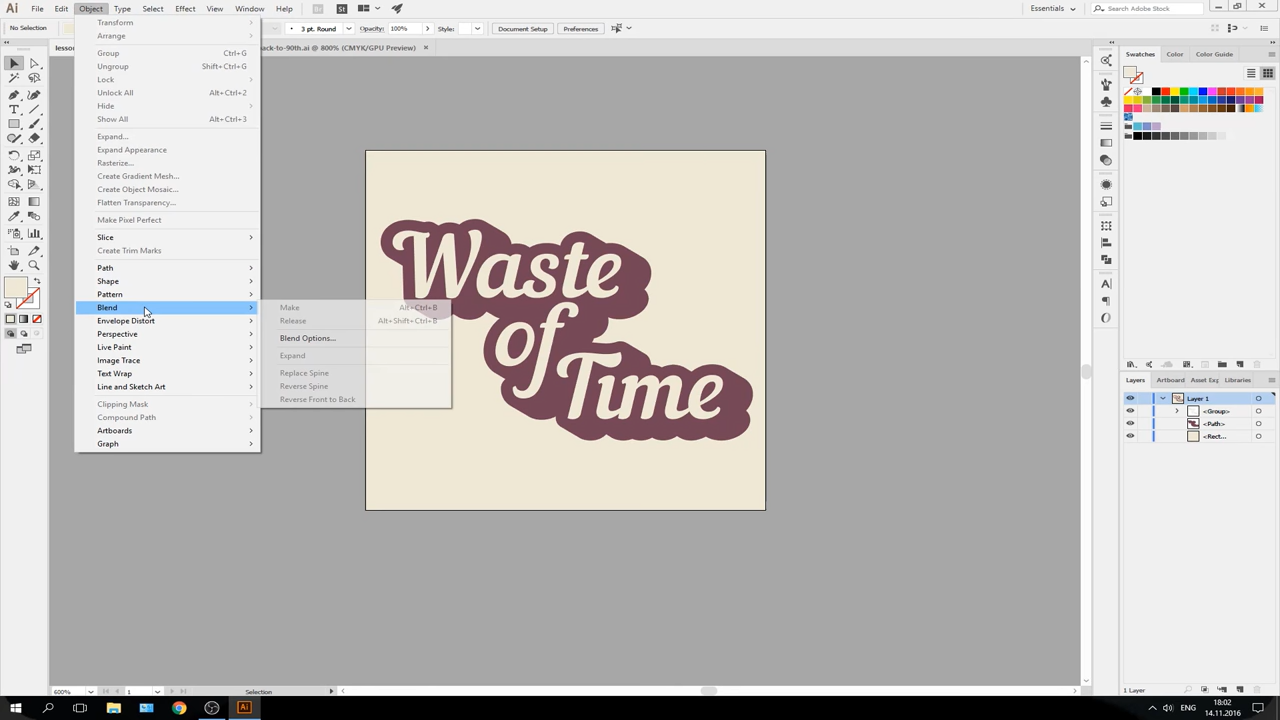 Ai File Edit Object Type Select Effect View Window Help Br St Essentials Search Adobe Stock
No Selection 3 pt. Round Opacity: 100% Style: Document Setup Preferences
back-to-90th.ai @ 800% (CMYK/GPU Preview) ×
Transform
Arrange
Group Ctrl+G
Ungroup Shift+Ctrl+G
Lock
Unlock All Alt+Ctrl+2
Hide
Show All Alt+Ctrl+3
Expand...
Expand Appearance
Rasterize...
Create Gradient Mesh...
Create Object Mosaic...
Flatten Transparency...
Make Pixel Perfect
Slice
Create Trim Marks
Path
Shape
Pattern
Blend
Envelope Distort
Perspective
Live Paint
Image Trace
Text Wrap
Line and Sketch Art
Clipping Mask
Compound Path
Artboards
Graph
Make Alt+Ctrl+B
Release Alt+Shift+Ctrl+B
Blend Options...
Expand
Replace Spine
Reverse Spine
Reverse Front to Back
Waste
of
Time
Swatches Color Color Guide
Layers Artboard Asset Exp Libraries
Layer 1
<Group>
<Path>
<Rect...
1 Layer
600% 1 Selection
Ai ENG 18:02
14.11.2016